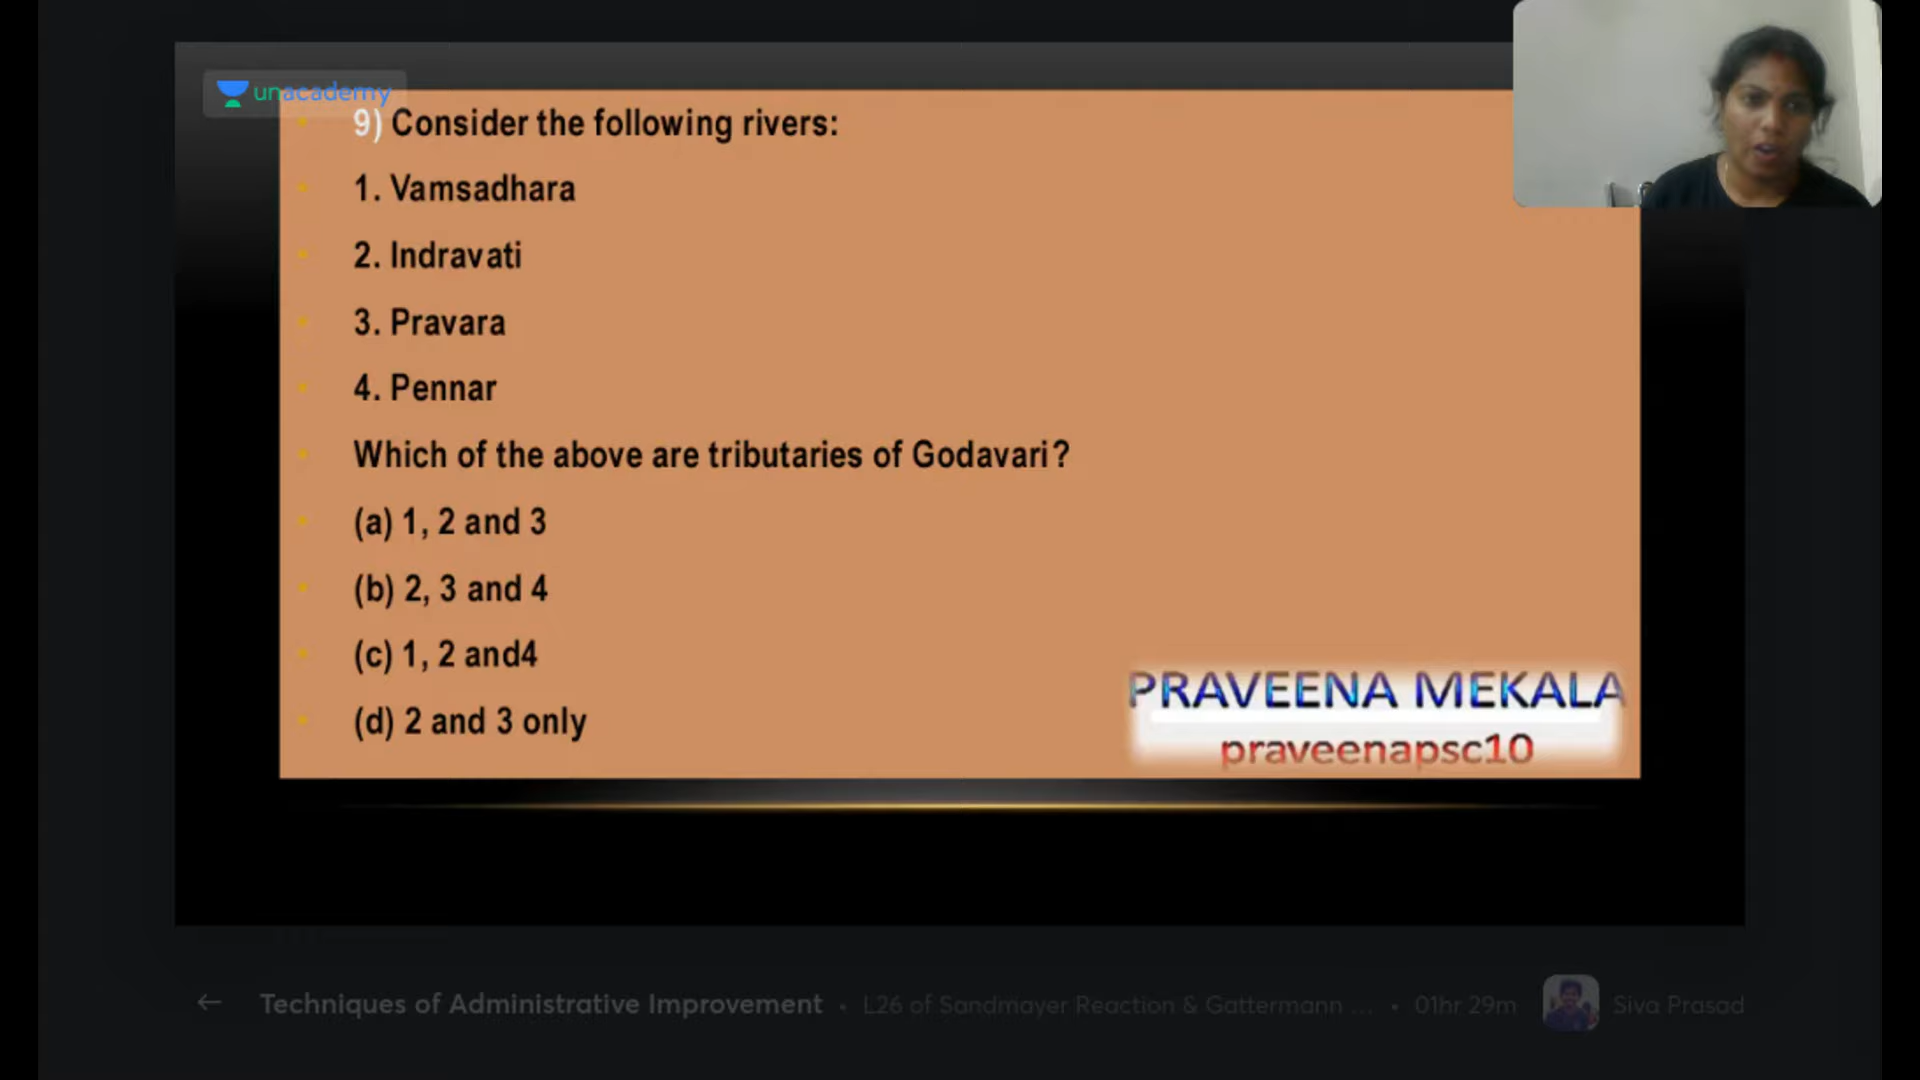 unacademy
9) Consider the following rivers:
1. Vamsadhara
2. Indravati
3. Pravara
4. Pennar
Which of the above are tributaries of Godavari?
(a) 1, 2 and 3
(b) 2, 3 and 4
(c) 1, 2 and4
(d) 2 and 3 only
PRAVEENA MEKALA
praveenapsc10
Techniques of Administrative Improvement • L26 of Sandmayer Reaction & Gattermann ... • 01hr 29m Siva Prasad